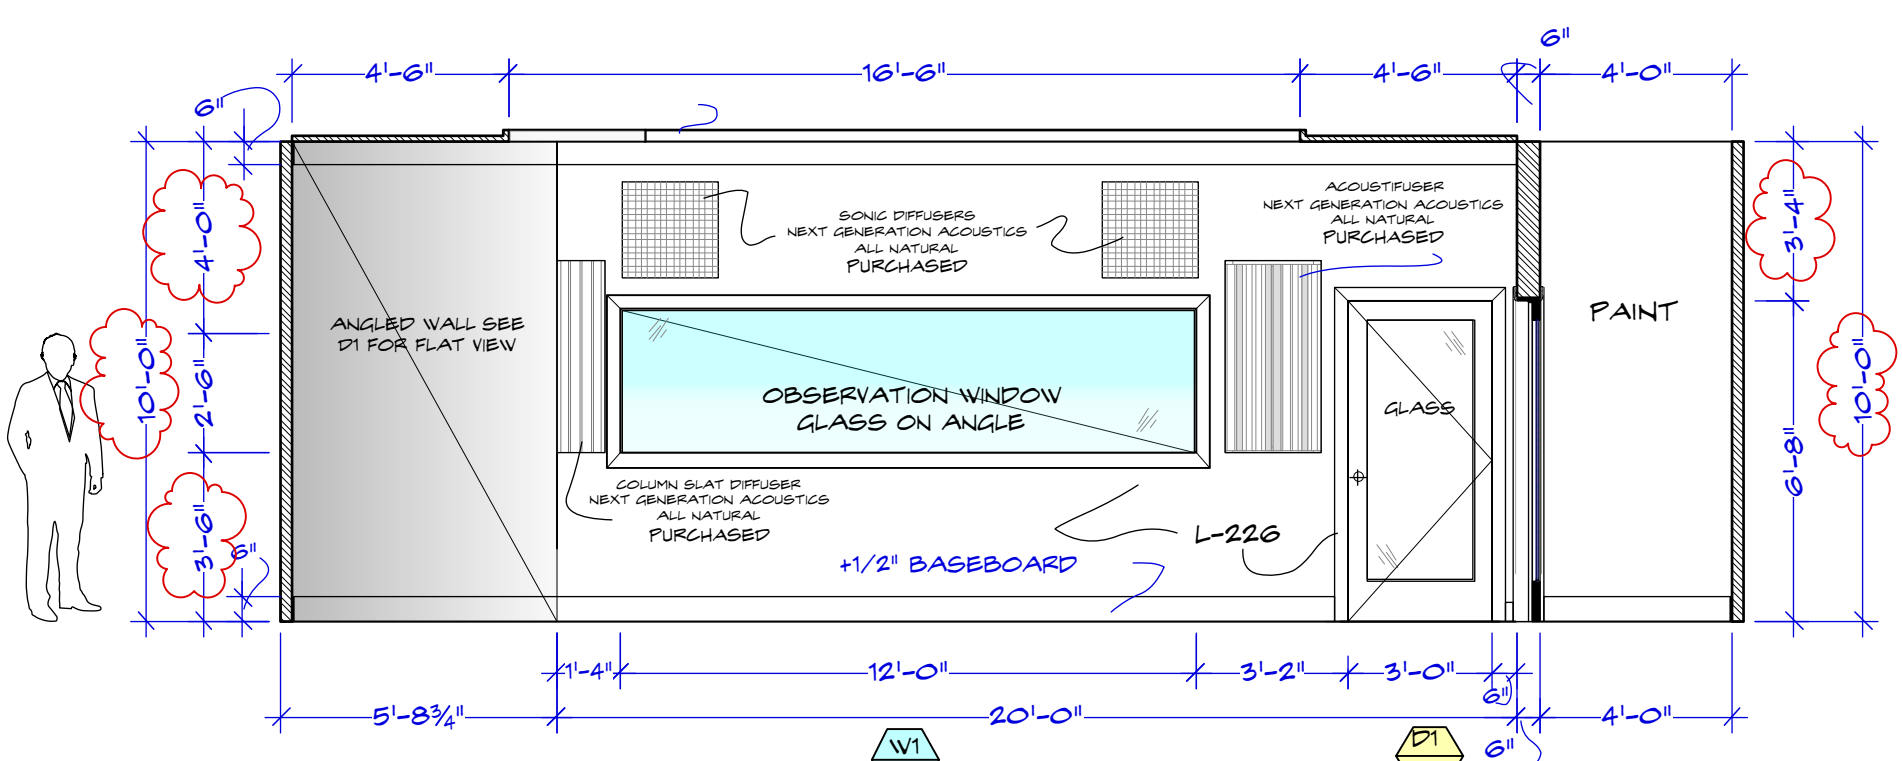 6"
4'-6"
16'-6"
4'-6"
4'-0"
6"
4'-0"
3'-4"
ACOUSTIFUSER
NEXT GENERATION ACOUSTICS
ALL NATURAL
PURCHASED
SONIC DIFFUSERS
NEXT GENERATION ACOUSTICS
ALL NATURAL
PURCHASED
ANGLED WALL SEE
D1 FOR FLAT VIEW
PAINT
10'-0"
2'-6"
10'-0"
OBSERVATION WINDOW
GLASS ON ANGLE
GLASS
6'-8"
COLUMN SLAT DIFFUSER
NEXT GENERATION ACOUSTICS
ALL NATURAL
PURCHASED
L-226
3'-6"
6"
+1/2" BASEBOARD
1'-4"
12'-0"
3'-2"
3'-0"
6"
5'-8¾"
20'-0"
4'-0"
6"
W1
D1